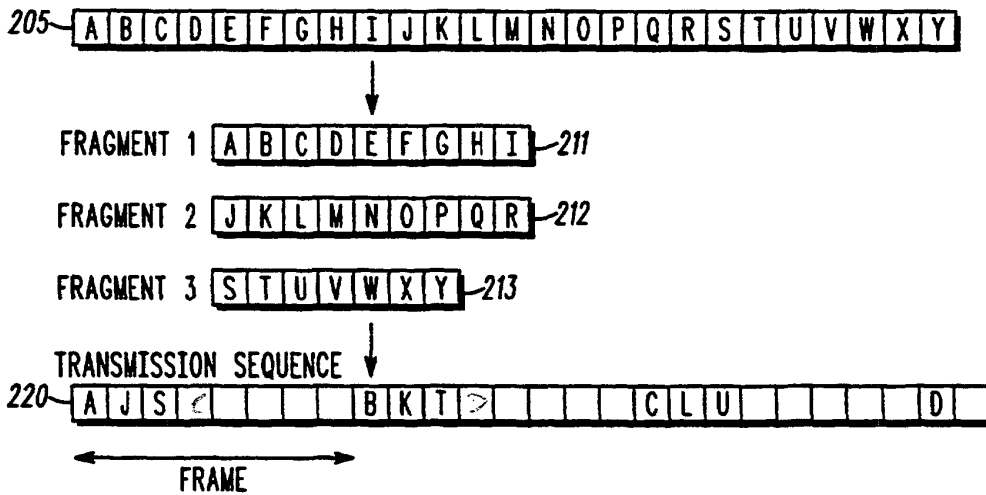 205 A B C D E F G H I J K L M N O P Q R S T U V W X Y
FRAGMENT 1 A B C D E F G H I 211
FRAGMENT 2 J K L M N O P Q R 212
FRAGMENT 3 S T U V W X Y 213
TRANSMISSION SEQUENCE
220 A J S B K T C L U D
FRAME